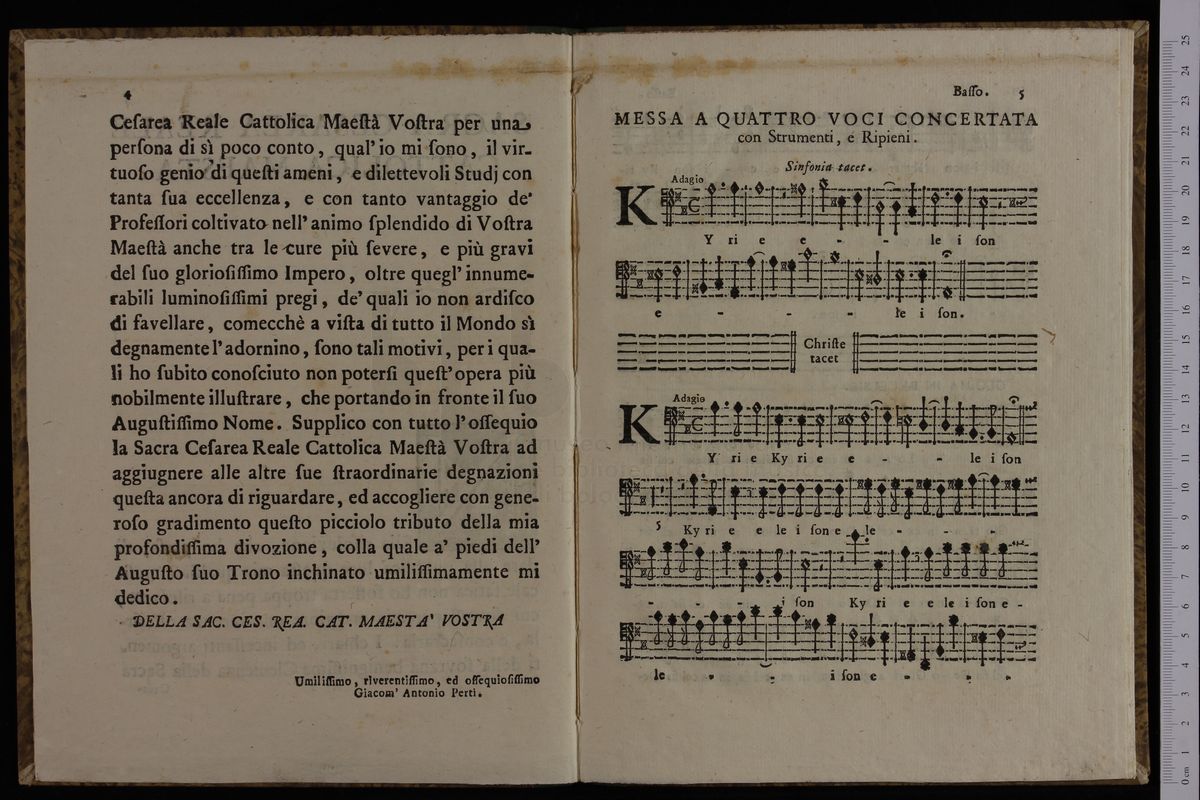 4
Ceſarea Reale Cattolica Maeſtà Voſtra per una
perſona di sì poco conto, qual' io mi ſono, il vir-
tuoſo genio di queſti ameni, e dilettevoli Studj con
tanta ſua eccellenza, e con tanto vantaggio de'
Profeſſori coltivato nell' animo ſplendido di Voſtra
Maeſtà anche tra le cure più ſevere, e più gravi
del ſuo glorioſiſſimo Impero, oltre quegl' innume-
rabili luminoſiſſimi pregi, de' quali io non ardiſco
di favellare, comecchè a viſta di tutto il Mondo sì
degnamente l' adornino, ſono tali motivi, per i qua-
li ho ſubito conoſciuto non poterſi queſt' opera più
nobilmente illuſtrare, che portando in fronte il ſuo
Auguſtiſſimo Nome. Supplico con tutto l' oſſequio
la Sacra Ceſarea Reale Cattolica Maeſtà Voſtra ad
aggiugnere alle altre ſue ſtraordinarie degnazioni
queſta ancora di riguardare, ed accogliere con gene-
roſo gradimento queſto picciolo tributo della mia
profondiſſima divozione, colla quale a' piedi dell'
Auguſto ſuo Trono inchinato umiliſſimamente mi
dedico.
DELLA SAC. CES. REA. CAT. MAESTA' VOSTRA
Umiliſſimo, riverentiſſimo, ed oſſequioſiſſimo
Giacom' Antonio Perti.
Baſſo. 5
MESSA A QUATTRO VOCI CONCERTATA
con Strumenti, e Ripieni.
Sinfonia tacet.
Adagio
K
Y ri e e - - le i ſon
e - - - le i ſon.
Chriſte
tacet
Adagio
K
Y ri e Ky ri e e - - le i ſon
5 Ky ri e e le i ſon e le - - -
- - - i ſon Ky ri e e le i ſon e -
le - - i ſon e - - -